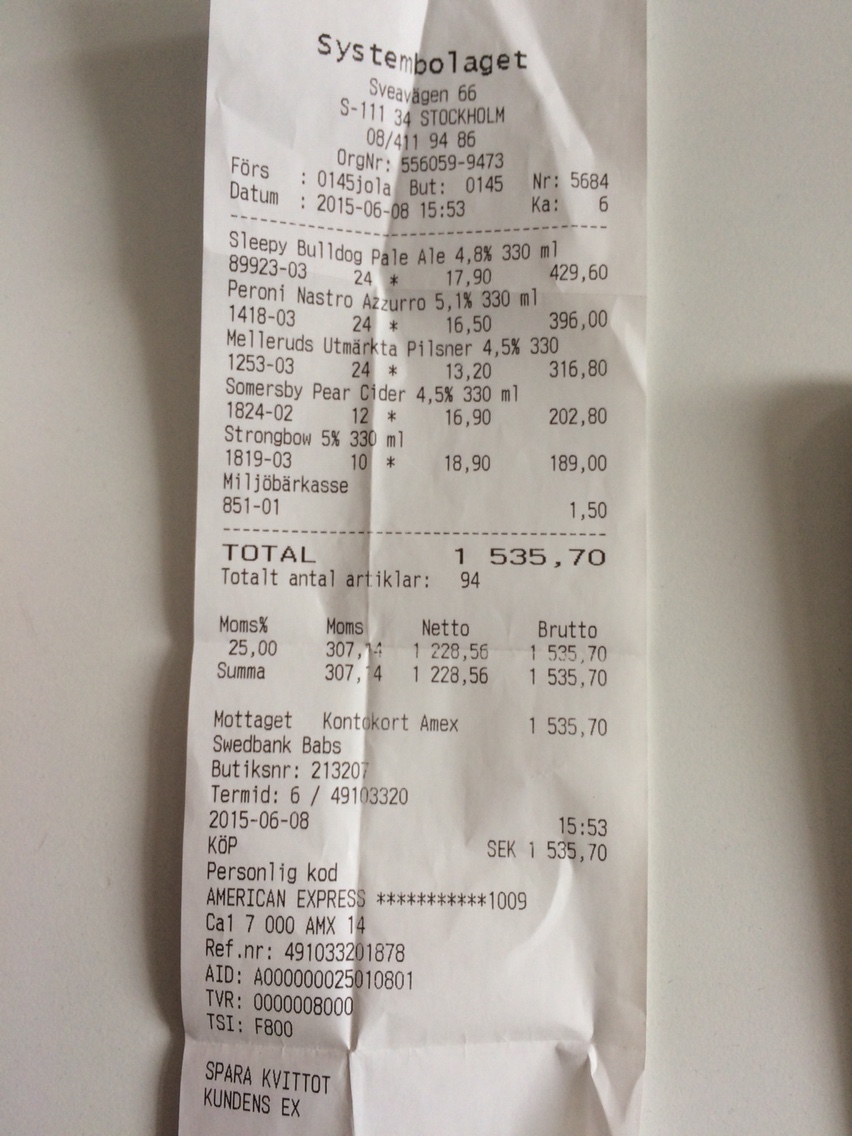 Systembolaget
Sveavägen 66
S-111 34 STOCKHOLM
08/411 94 86
OrgNr: 556059-9473
Förs : 0145jola But: 0145 Nr: 5684
Datum : 2015-06-08 15:53 Ka: 6
Sleepy Bulldog Pale Ale 4,8% 330 ml
89923-03 24 * 17,90 429,60
Peroni Nastro Azzurro 5,1% 330 ml
1418-03 24 * 16,50 396,00
Melleruds Utmärkta Pilsner 4,5% 330
1253-03 24 * 13,20 316,80
Somersby Pear Cider 4,5% 330 ml
1824-02 12 * 16,90 202,80
Strongbow 5% 330 ml
1819-03 10 * 18,90 189,00
Miljöbärkasse
851-01 1,50
TOTAL 1 535,70
Totalt antal artiklar: 94
Moms% Moms Netto Brutto
25,00 307,14 1 228,56 1 535,70
Summa 307,14 1 228,56 1 535,70
Mottaget Kontokort Amex 1 535,70
Swedbank Babs
Butiksnr: 213207
Termid: 6 / 49103320
2015-06-08 15:53
KöP SEK 1 535,70
Personlig kod
AMERICAN EXPRESS ***********1009
Ca1 7 000 AMX 14
Ref.nr: 491033201878
AID: A000000025010801
TVR: 0000008000
TSI: F800
SPARA KVITTOT
KUNDENS EX